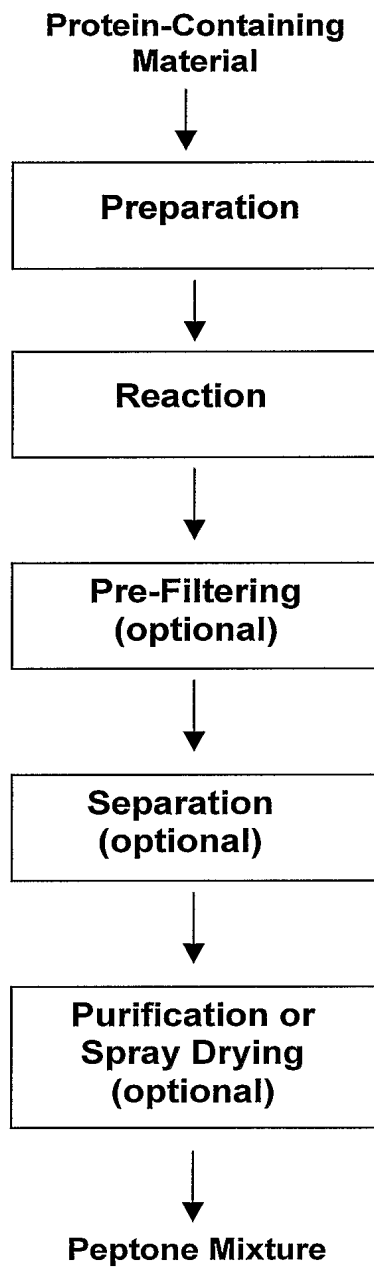 Protein-Containing
Material
Preparation
Reaction
Pre-Filtering
(optional)
Separation
(optional)
Purification or
Spray Drying
(optional)
Peptone Mixture